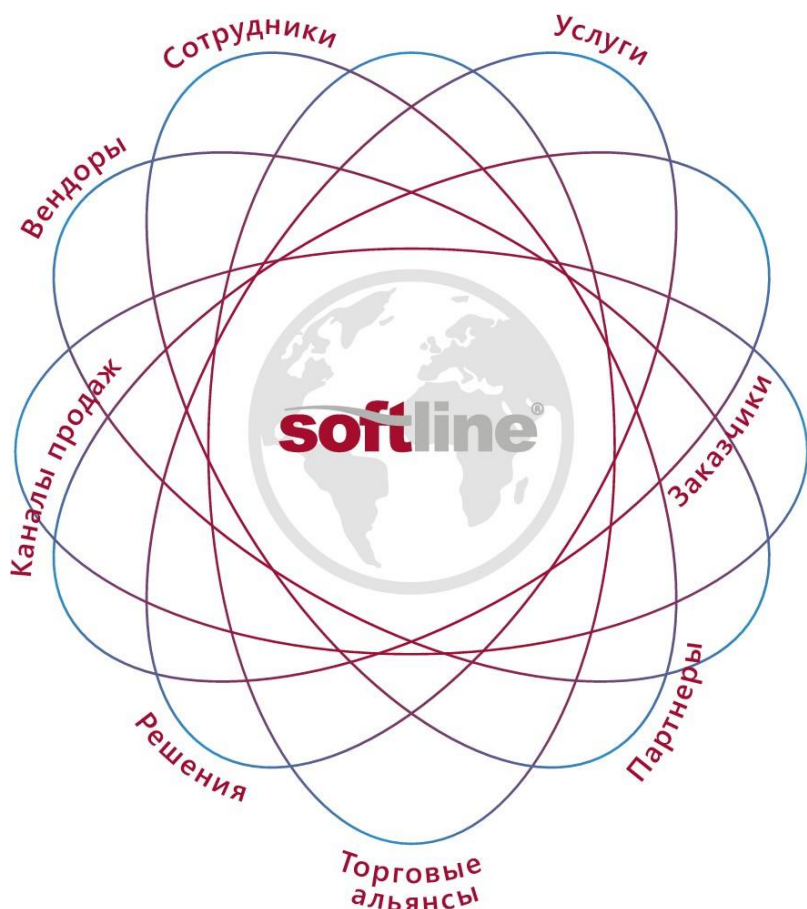 Сотрудники
Услуги
Вендоры
softline®
Каналы продаж
Заказчики
Решения
Партнеры
Торговые
альянсы